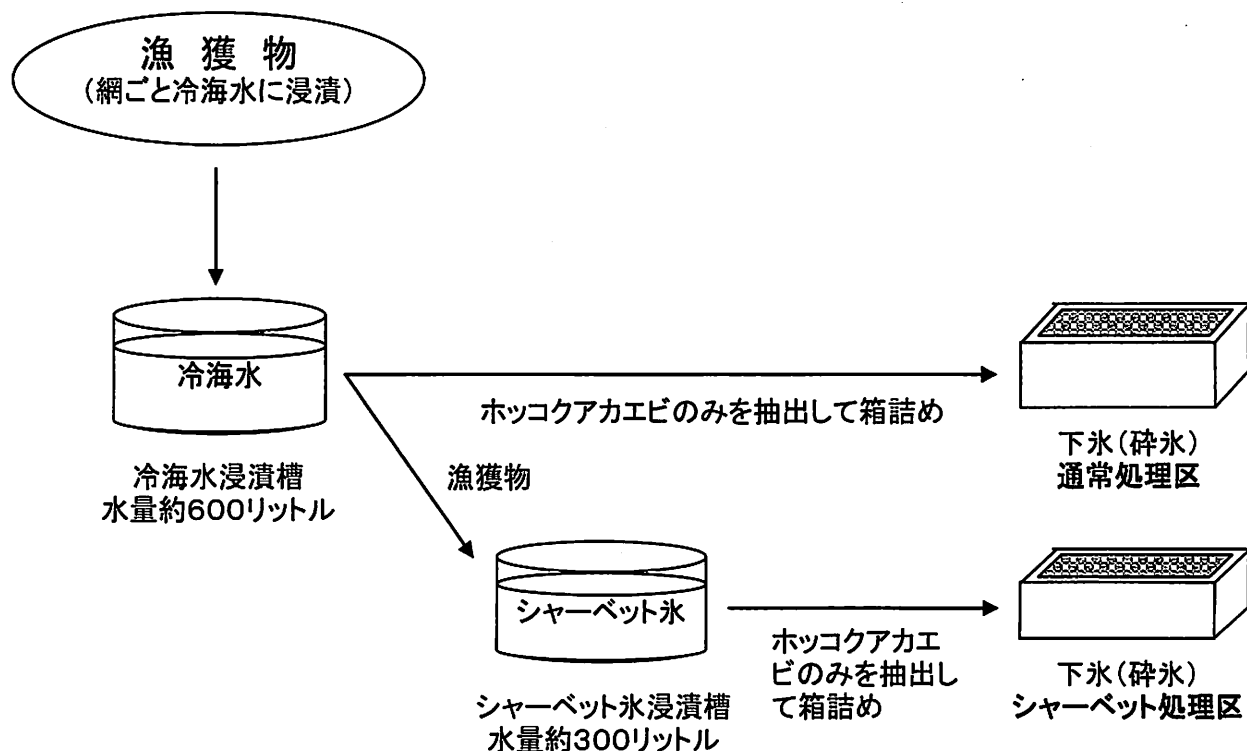 漁 獲 物
(網ごと冷海水に浸漬)
冷海水
冷海水浸漬槽
水量約600リットル
ホッコクアカエビのみを抽出して箱詰め
下氷(砕氷)
通常処理区
漁獲物
シャーベット氷
シャーベット氷浸漬槽
水量約300リットル
ホッコクアカエ
ビのみを抽出し
て箱詰め
下氷(砕氷)
シャーベット処理区